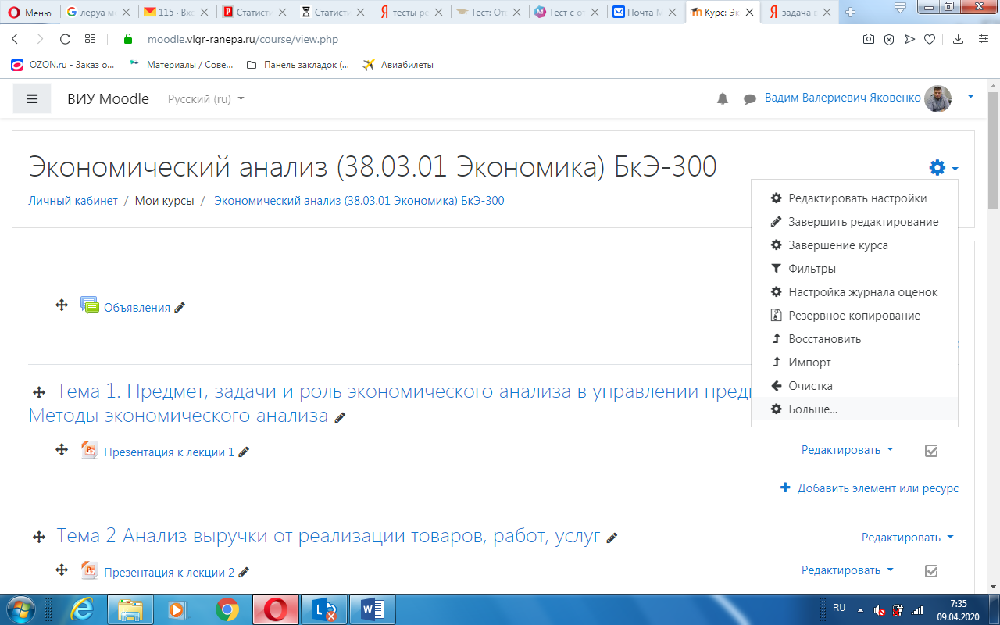 Меню
леруа м
115 · Вхо
Статисти
Статисти
тесты ре
Тест: От
Тест с от
Почта М
Курс: Эк
задача в
moodle.vlgr-ranepa.ru/course/view.php
OZON.ru - Заказ о...
Материалы / Сове...
Панель закладок (...
Авиабилеты
ВИУ Moodle
Русский (ru)
Вадим Валериевич Яковенко
Экономический анализ (38.03.01 Экономика) БкЭ-300
Личный кабинет / Мои курсы / Экономический анализ (38.03.01 Экономика) БкЭ-300
Редактировать настройки
Завершить редактирование
Завершение курса
Фильтры
Настройка журнала оценок
Резервное копирование
Восстановить
Импорт
Очистка
Больше...
Объявления
Тема 1. Предмет, задачи и роль экономического анализа в управлении пред
Методы экономического анализа
Презентация к лекции 1
Редактировать
Добавить элемент или ресурс
Тема 2 Анализ выручки от реализации товаров, работ, услуг
Редактировать
Презентация к лекции 2
Редактировать
RU
7:35
09.04.2020